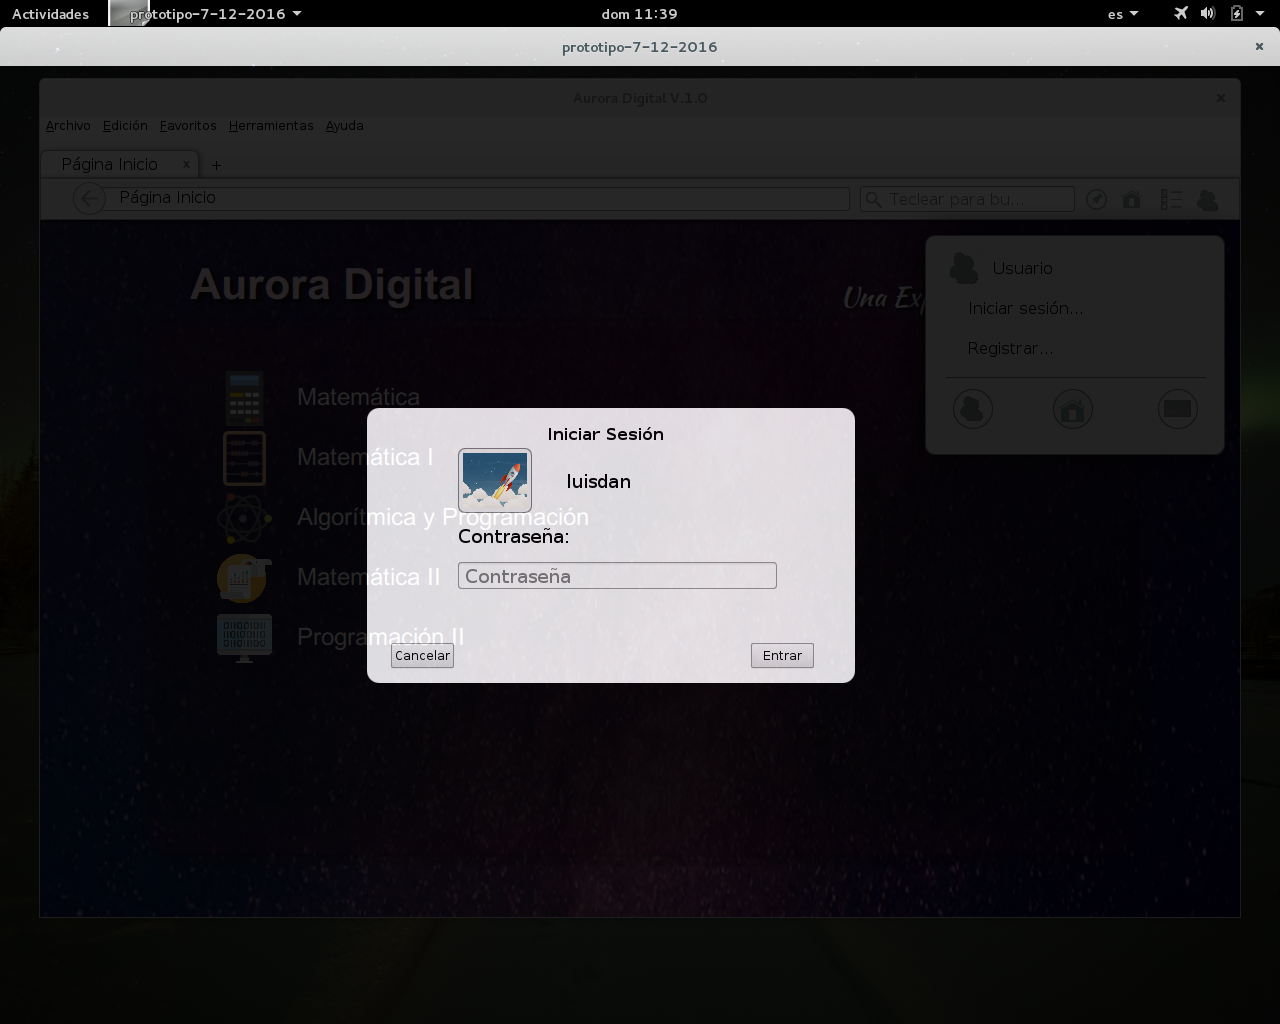 Actividades prototipo-7-12-2016 dom 11:39 es
prototipo-7-12-2016
Aurora Digital V.1.0
Archivo Edición Favoritos Herramientas Ayuda
Página Inicio x +
Página Inicio Teclear para bu...
Aurora Digital
Una
Usuario
Iniciar sesión...
Registrar...
Matemática
Matemática I
Algorítmica y Programación
Matemática II
Programación II
Iniciar Sesión
luisdan
Contraseña:
Contraseña
Cancelar Entrar